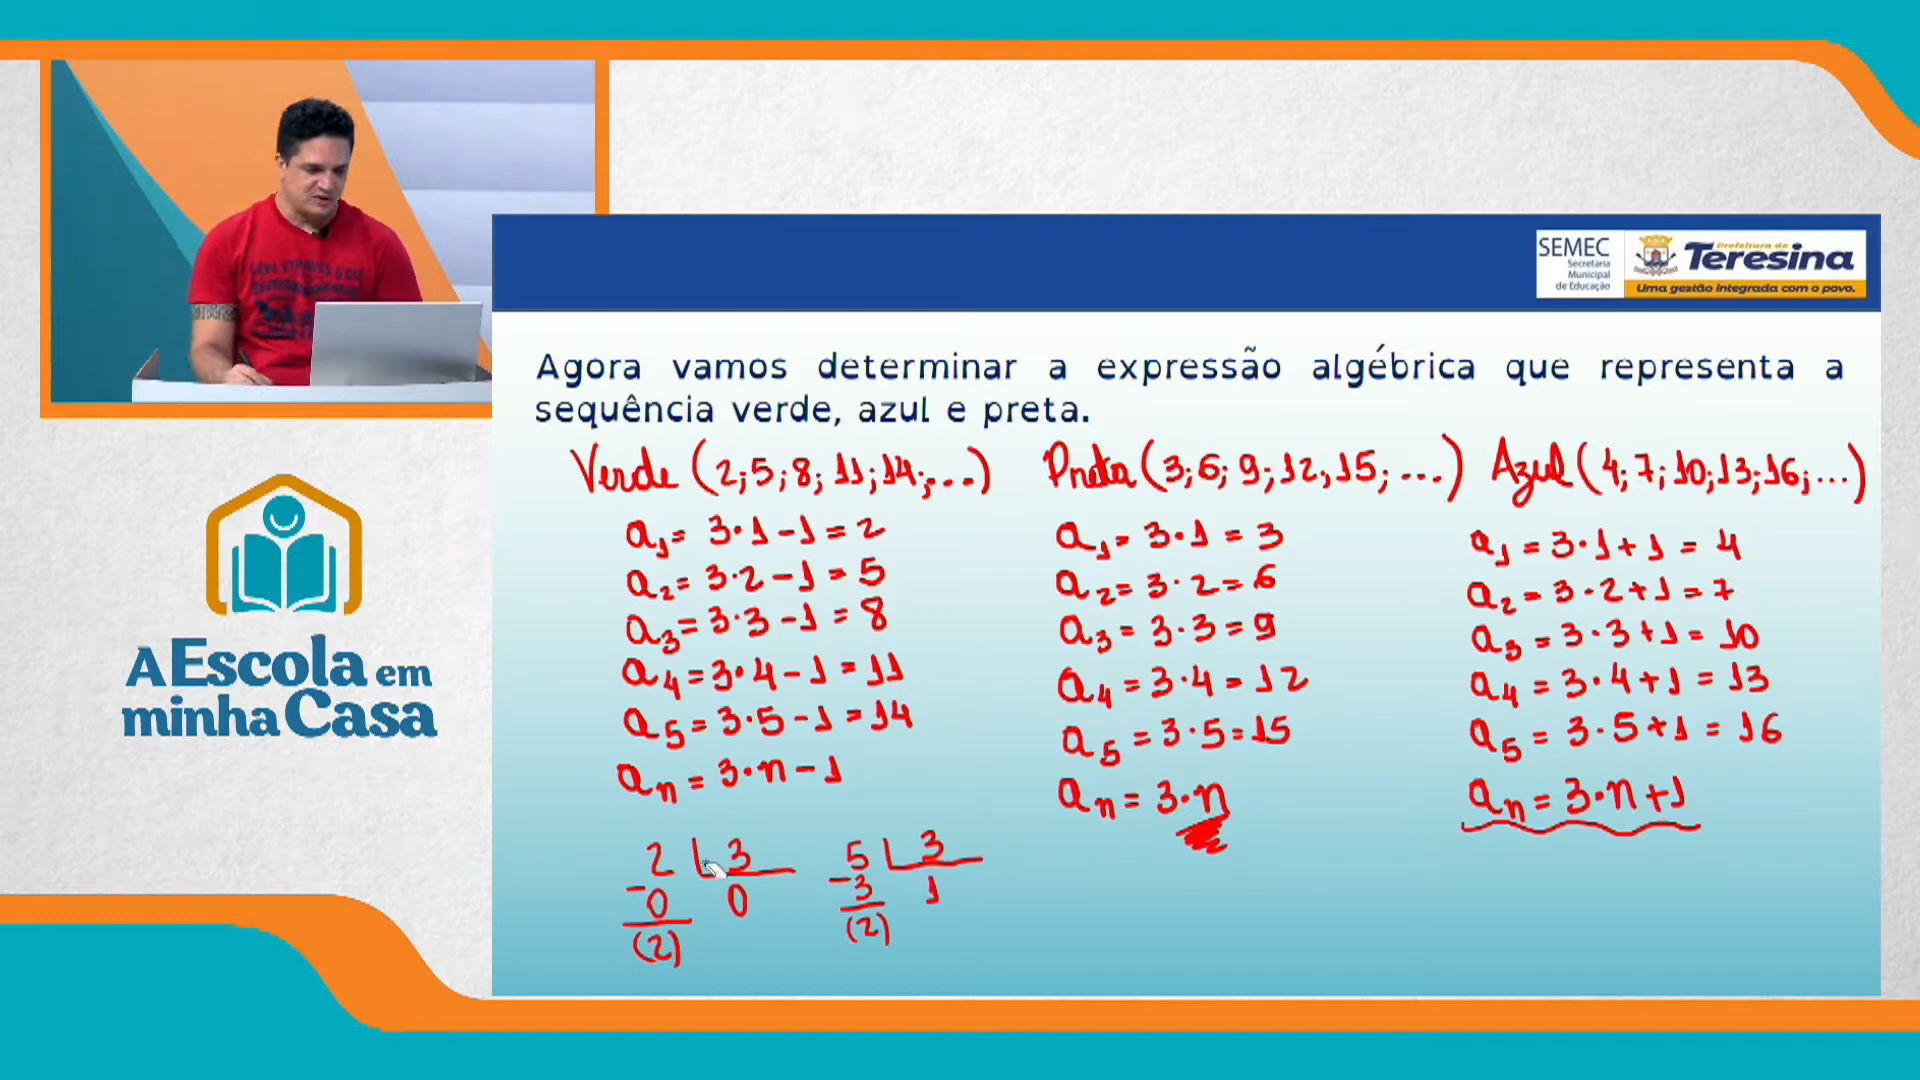 SEMEC
Secretaria
Municipal
de Educação
Prefeitura de
Teresina
Uma gestão integrada com o povo.
Agora vamos determinar a expressão algébrica que representa a
sequência verde, azul e preta.
Verde (2; 5; 8; 11; 14; ...)
a₁ = 3·1 - 1 = 2
a₂ = 3·2 - 1 = 5
a₃ = 3·3 - 1 = 8
a₄ = 3·4 - 1 = 11
a₅ = 3·5 - 1 = 14
aₙ = 3·n - 1
2 3
-0 0
(2)
5 3
-3 1
(2)
Preta (3; 6; 9; 12, 15; ...)
a₁ = 3·1 = 3
a₂ = 3·2 = 6
a₃ = 3·3 = 9
a₄ = 3·4 = 12
a₅ = 3·5 = 15
aₙ = 3·n
Azul (4; 7; 10; 13; 16; ...)
a₁ = 3·1 + 1 = 4
a₂ = 3·2 + 1 = 7
a₃ = 3·3 + 1 = 10
a₄ = 3·4 + 1 = 13
a₅ = 3·5 + 1 = 16
aₙ = 3·n + 1
A Escola em
minha Casa